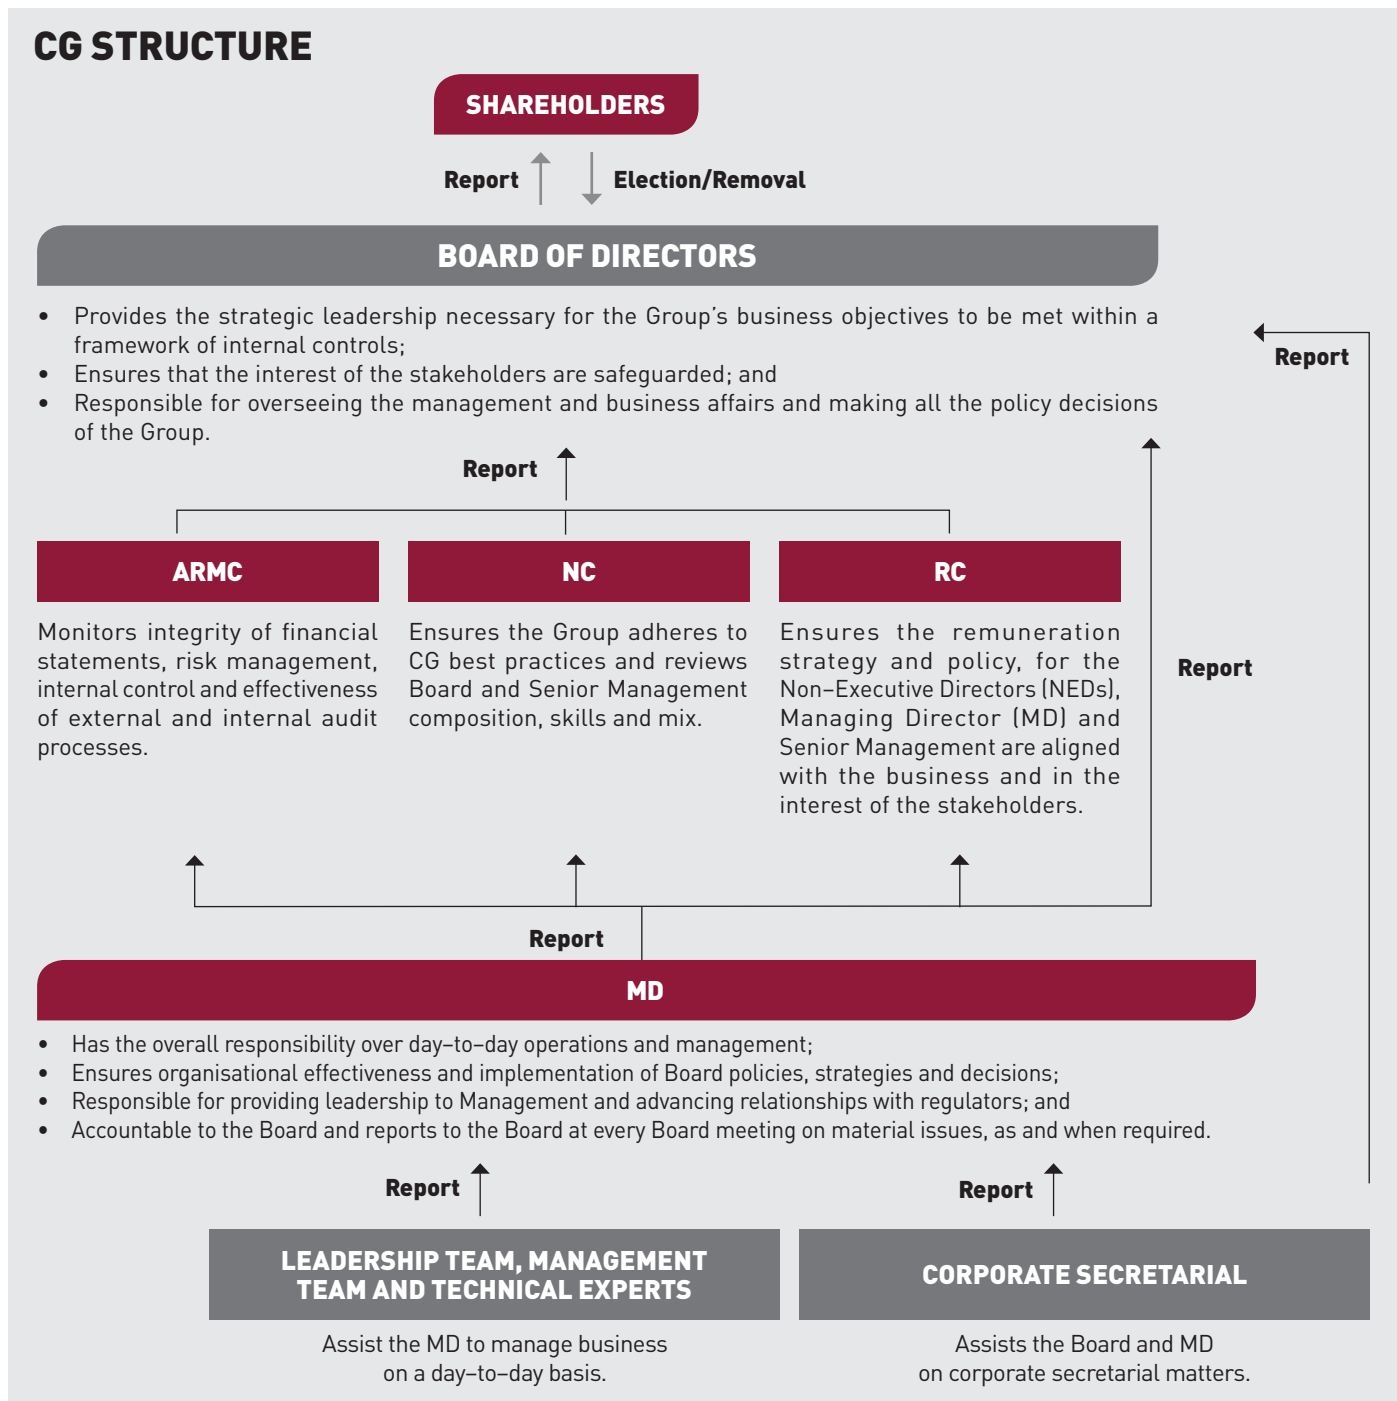 CG STRUCTURE
SHAREHOLDERS
Report
Election/Removal
BOARD OF DIRECTORS
• Provides the strategic leadership necessary for the Group's business objectives to be met within a
framework of internal controls;
• Ensures that the interest of the stakeholders are safeguarded; and
• Responsible for overseeing the management and business affairs and making all the policy decisions
of the Group.
Report
Report
ARMC
Monitors integrity of financial
statements, risk management,
internal control and effectiveness
of external and internal audit
processes.
NC
Ensures the Group adheres to
CG best practices and reviews
Board and Senior Management
composition, skills and mix.
RC
Ensures the remuneration
strategy and policy, for the
Non–Executive Directors (NEDs),
Managing Director (MD) and
Senior Management are aligned
with the business and in the
interest of the stakeholders.
Report
Report
MD
• Has the overall responsibility over day–to–day operations and management;
• Ensures organisational effectiveness and implementation of Board policies, strategies and decisions;
• Responsible for providing leadership to Management and advancing relationships with regulators; and
• Accountable to the Board and reports to the Board at every Board meeting on material issues, as and when required.
Report
Report
LEADERSHIP TEAM, MANAGEMENT
TEAM AND TECHNICAL EXPERTS
Assist the MD to manage business
on a day–to–day basis.
CORPORATE SECRETARIAL
Assists the Board and MD
on corporate secretarial matters.